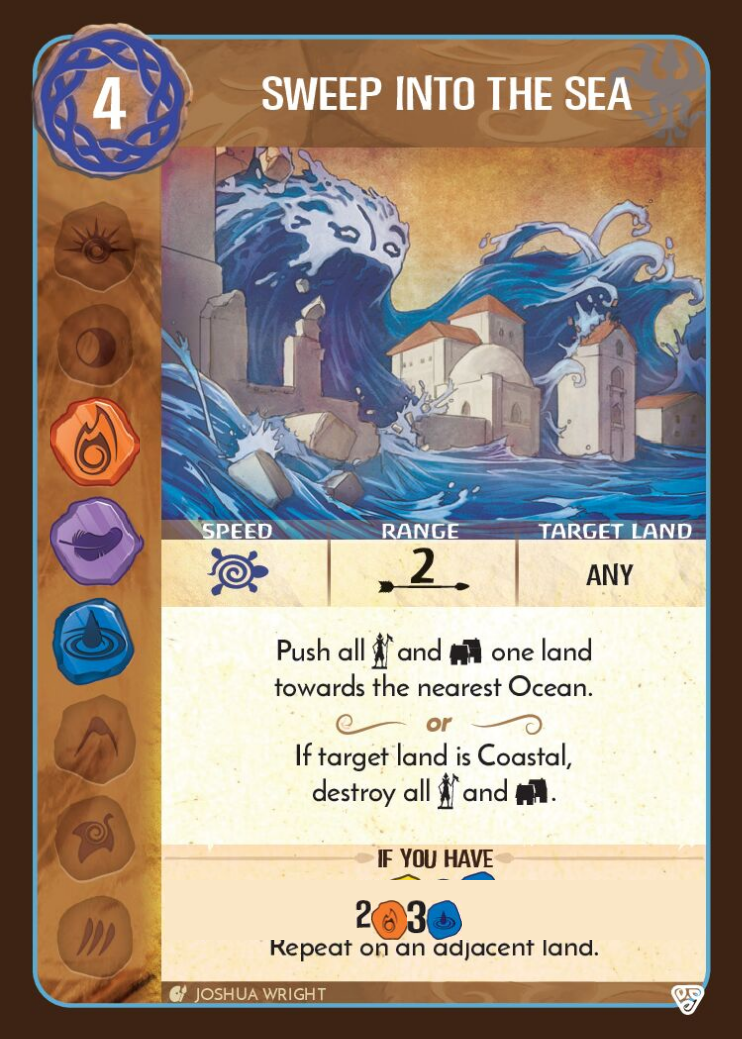 4
SWEEP INTO THE SEA
SPEED RANGE TARGET LAND
2 ANY
Push all and one land
towards the nearest Ocean.
or
If target land is Coastal,
destroy all and .
IF YOU HAVE
2 3
Repeat on an adjacent land.
JOSHUA WRIGHT